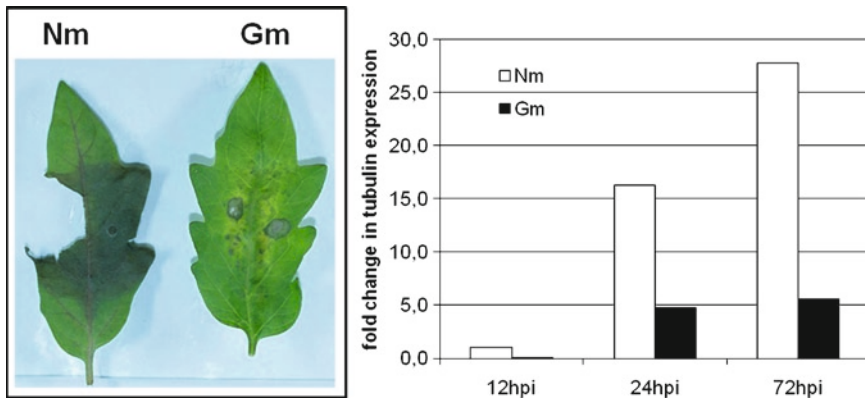 Nm Gm
fold change in tubulin expression
30,0
25,0
20,0
15,0
10,0
5,0
0,0
Nm
Gm
12hpi 24hpi 72hpi